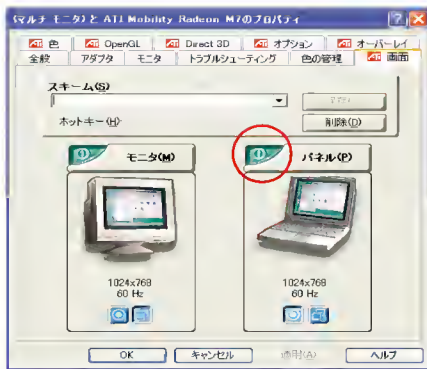 (マルチ モニタ) と ATI Mobility Radeon M7のプロパティ
色 OpenGL Direct 3D オプション オーバーレイ
全般 アダプタ モニタ トラブルシューティング 色の管理 画面
スキーム(S)
ホットキー(H)
削除(D)
モニタ(M) パネル(P)
1024x768 1024x768
60 Hz 60 Hz
OK キャンセル 適用(A) ヘルプ